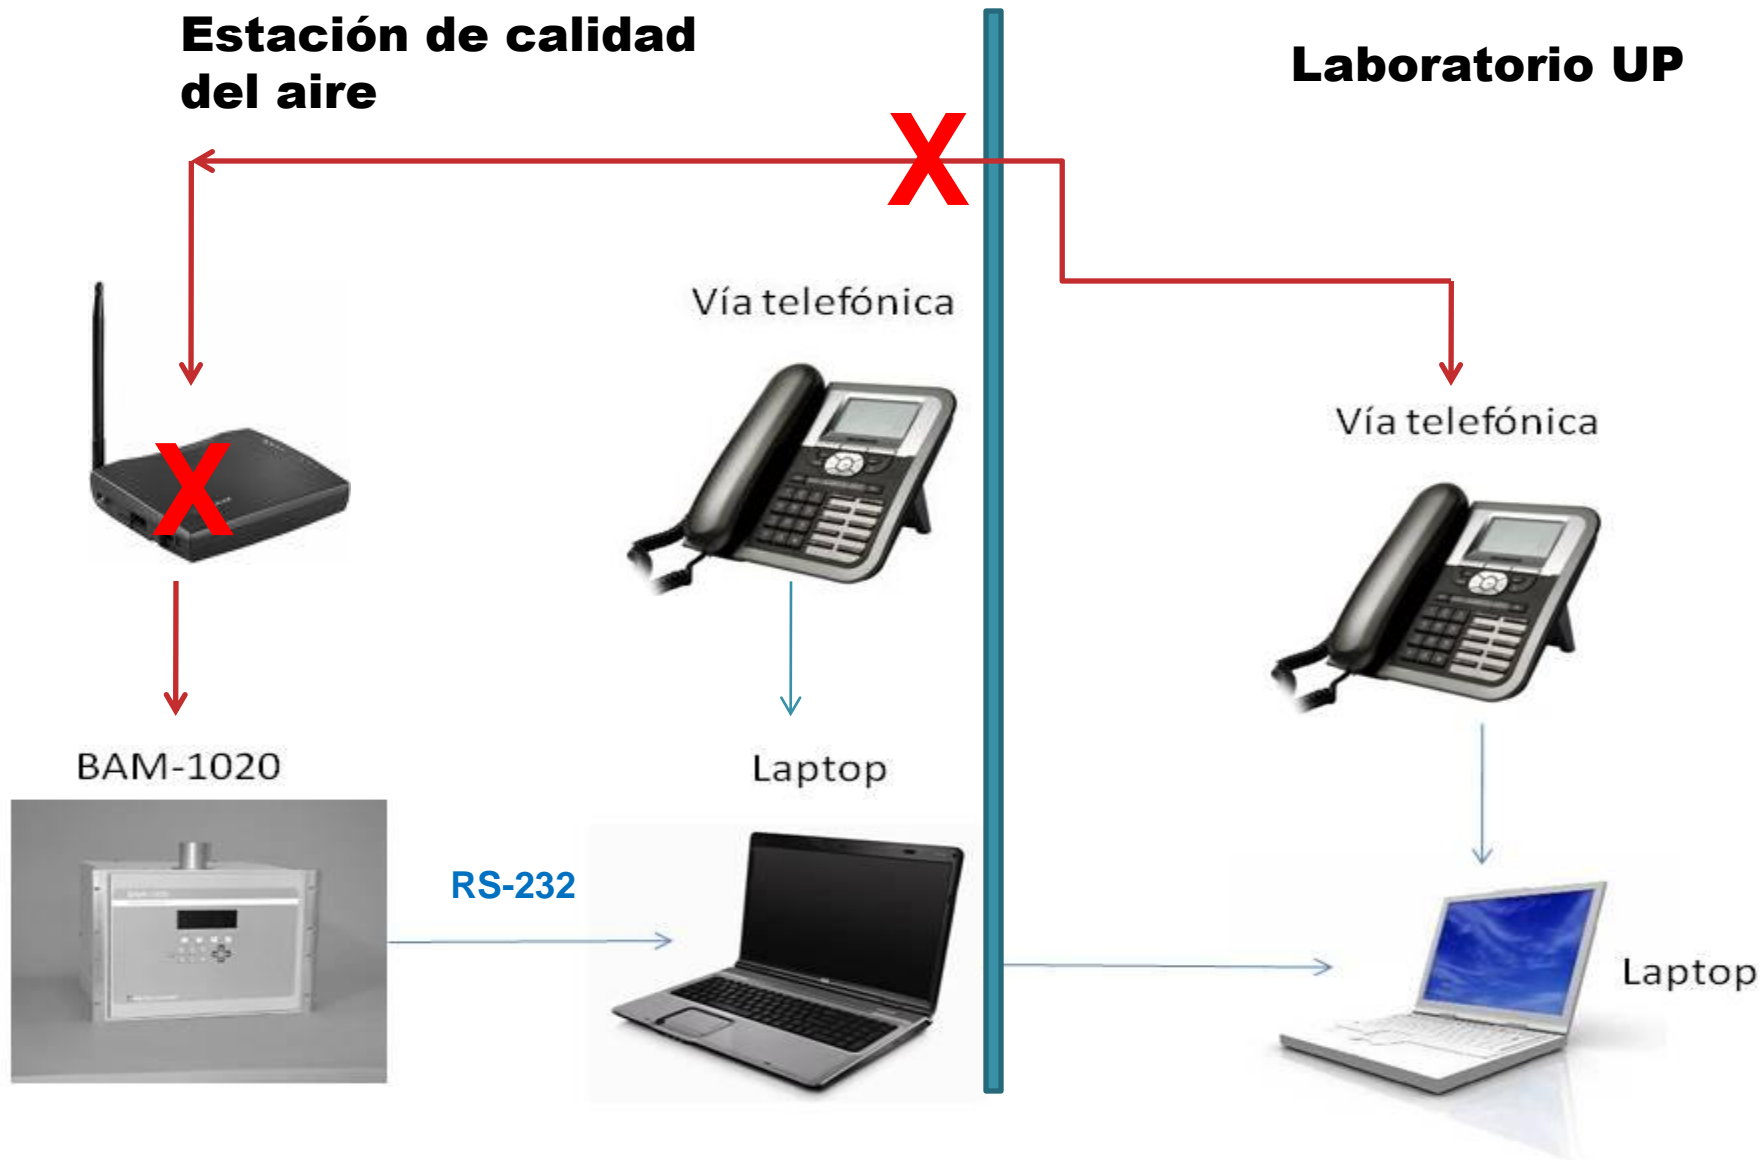 Estación de calidad
del aire
Laboratorio UP
X
Vía telefónica
Vía telefónica
X
BAM-1020
Laptop
RS-232
Laptop